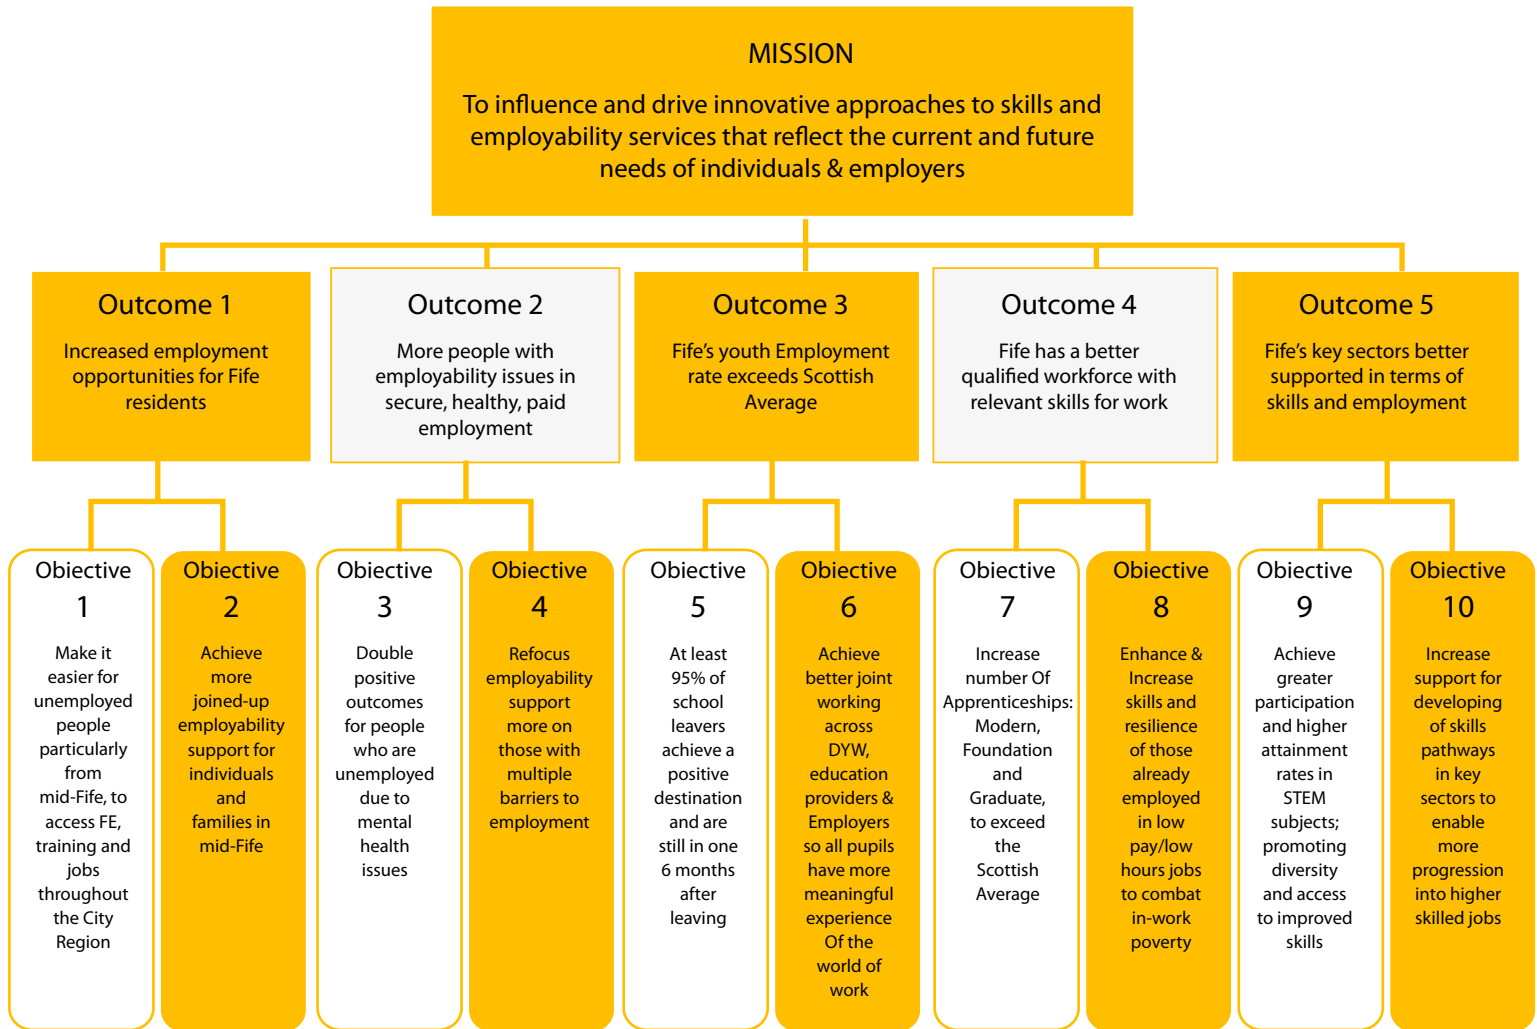 MISSION
To influence and drive innovative approaches to skills and
employability services that reflect the current and future
needs of individuals & employers
Outcome 1
Increased employment
opportunities for Fife
residents
Outcome 2
More people with
employability issues in
secure, healthy, paid
employment
Outcome 3
Fife's youth Employment
rate exceeds Scottish
Average
Outcome 4
Fife has a better
qualified workforce with
relevant skills for work
Outcome 5
Fife's key sectors better
supported in terms of
skills and employment
Obiective
1
Make it
easier for
unemployed
people
particularly
from
mid-Fife, to
access FE,
training and
jobs
throughout
the City
Region
Obiective
2
Achieve
more
joined-up
employability
support for
individuals
and
families in
mid-Fife
Obiective
3
Double
positive
outcomes
for people
who are
unemployed
due to
mental
health
issues
Obiective
4
Refocus
employability
support
more on
those with
multiple
barriers to
employment
Obiective
5
At least
95% of
school
leavers
achieve a
positive
destination
and are
still in one
6 months
after
leaving
Obiective
6
Achieve
better joint
working
across
DYW,
education
providers &
Employers
so all pupils
have more
meaningful
experience
Of the
world of
work
Obiective
7
Increase
number Of
Apprenticeships:
Modern,
Foundation
and
Graduate,
to exceed
the
Scottish
Average
Obiective
8
Enhance &
Increase
skills and
resilience
of those
already
employed
in low
pay/low
hours jobs
to combat
in-work
poverty
Obiective
9
Achieve
greater
participation
and higher
attainment
rates in
STEM
subjects;
promoting
diversity
and access
to improved
skills
Obiective
10
Increase
support for
developing
of skills
pathways
in key
sectors to
enable
more
progression
into higher
skilled jobs